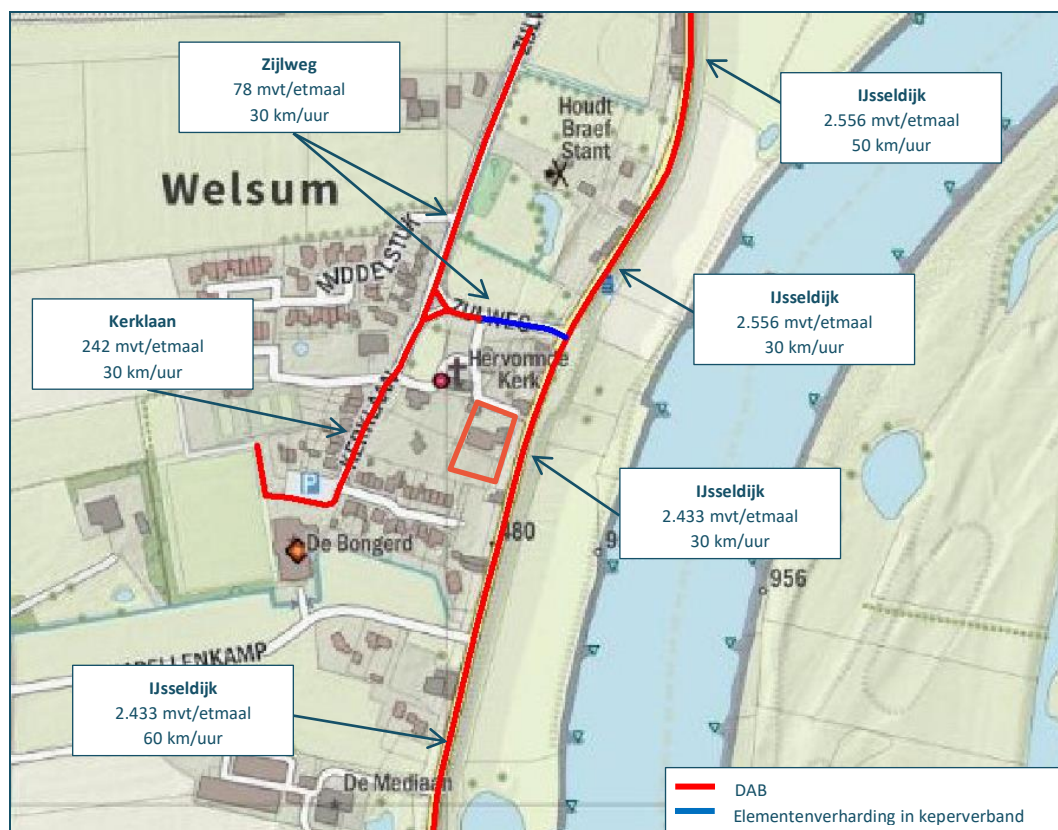 Zijlweg
78 mvt/etmaal
30 km/uur
IJsseldijk
2.556 mvt/etmaal
50 km/uur
Houdt
Braef
Stant
Welsum
MIDDELSTUK
IJsseldijk
2.556 mvt/etmaal
30 km/uur
Kerklaan
242 mvt/etmaal
30 km/uur
ZIJLWEG
Hervormde
Kerk
KERKLAAN
P
IJsseldijk
2.433 mvt/etmaal
30 km/uur
De Bongerd
480
956
IJsseldijk
2.433 mvt/etmaal
60 km/uur
De Mediaan
DAB
Elementenverharding in keperverband